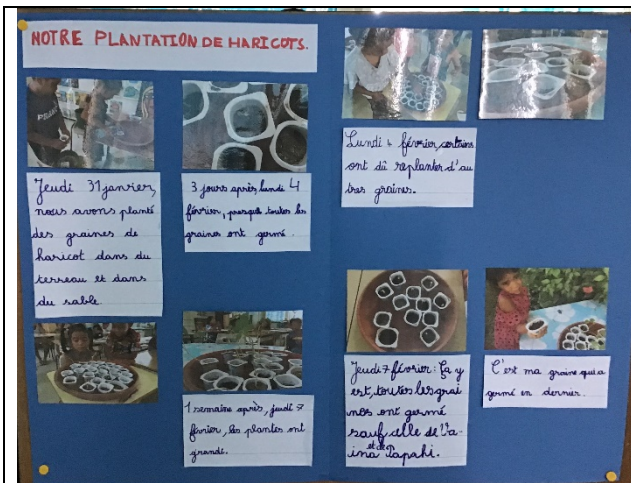 NOTRE PLANTATION DE HARICOTS.
Jeudi 31 janvier,
nous avons planté
des graines de
haricot dans du
terreau et dans
du sable.
3 jours après, lundi 4
février, presque toutes les
graines ont germé.
1 semaine après, jeudi 7
février, les plantes ont
grandi.
Lundi 4 février, certains
ont dû replanter d'au
tres graines.
Jeudi 7 février : Ça y
est, toutes les grai
nes ont germé
sauf celle de Va-
ina et de Papahi.
C'est ma graine qui a
germé en dernier.